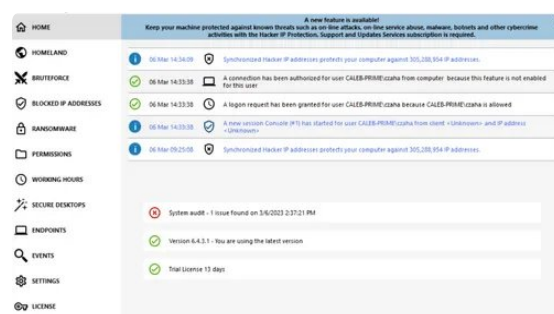 HOME
HOMELAND
BRUTEFORCE
BLOCKED IP ADDRESSES
RANSOMWARE
PERMISSIONS
WORKING HOURS
SECURE DESKTOPS
ENDPOINTS
EVENTS
SETTINGS
LICENSE
A new feature is available!
Keep your machine protected against known threats such as on-line attacks, on-line service abuse, malware, botnets and other cybercrime
activities with the Hacker IP Protection. Support and Updates Services subscription is required.
06 Mar 14:34:09 Synchronized Hacker IP addresses protects your computer against 305,288,954 IP addresses.
06 Mar 14:33:38 A connection has been authorized for user CALEB-PRIME\czaha from computer because this feature is not enabled
for this user
06 Mar 14:33:38 A logon request has been granted for user CALEB-PRIME\czaha because CALEB-PRIME\czaha is allowed
06 Mar 14:33:38 A new session Console (#1) has started for user CALEB-PRIME\czaha from client <Unknown> and IP address
<Unknown>
06 Mar 09:25:08 Synchronized Hacker IP addresses protects your computer against 305,288,954 IP addresses.
System audit - 1 issue found on 3/6/2023 2:37:21 PM
Version 6.4.3.1 - You are using the latest version
Trial License 13 days